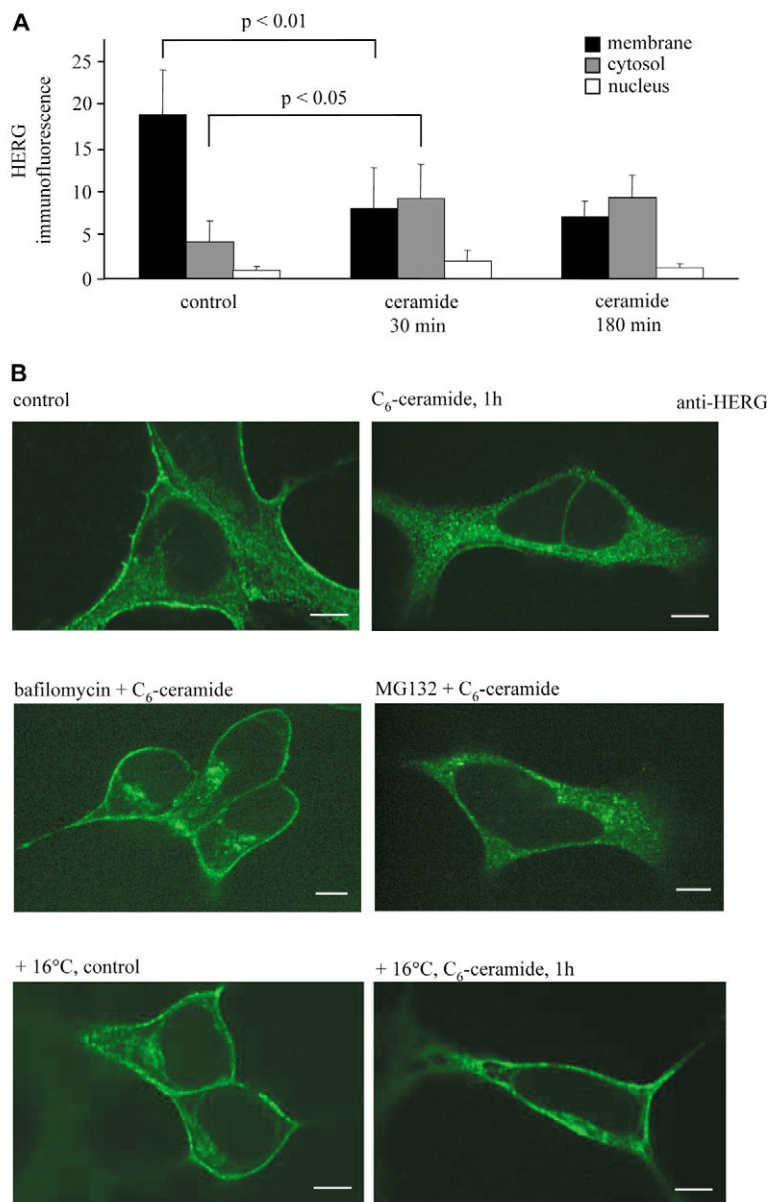 A
p < 0.01
membrane
cytosol
nucleus
p < 0.05
HERG
immunofluorescence
25
20
15
10
5
0
control
ceramide
30 min
ceramide
180 min
B
control
C₆-ceramide, 1h
anti-HERG
bafilomycin + C₆-ceramide
MG132 + C₆-ceramide
+ 16°C, control
+ 16°C, C₆-ceramide, 1h